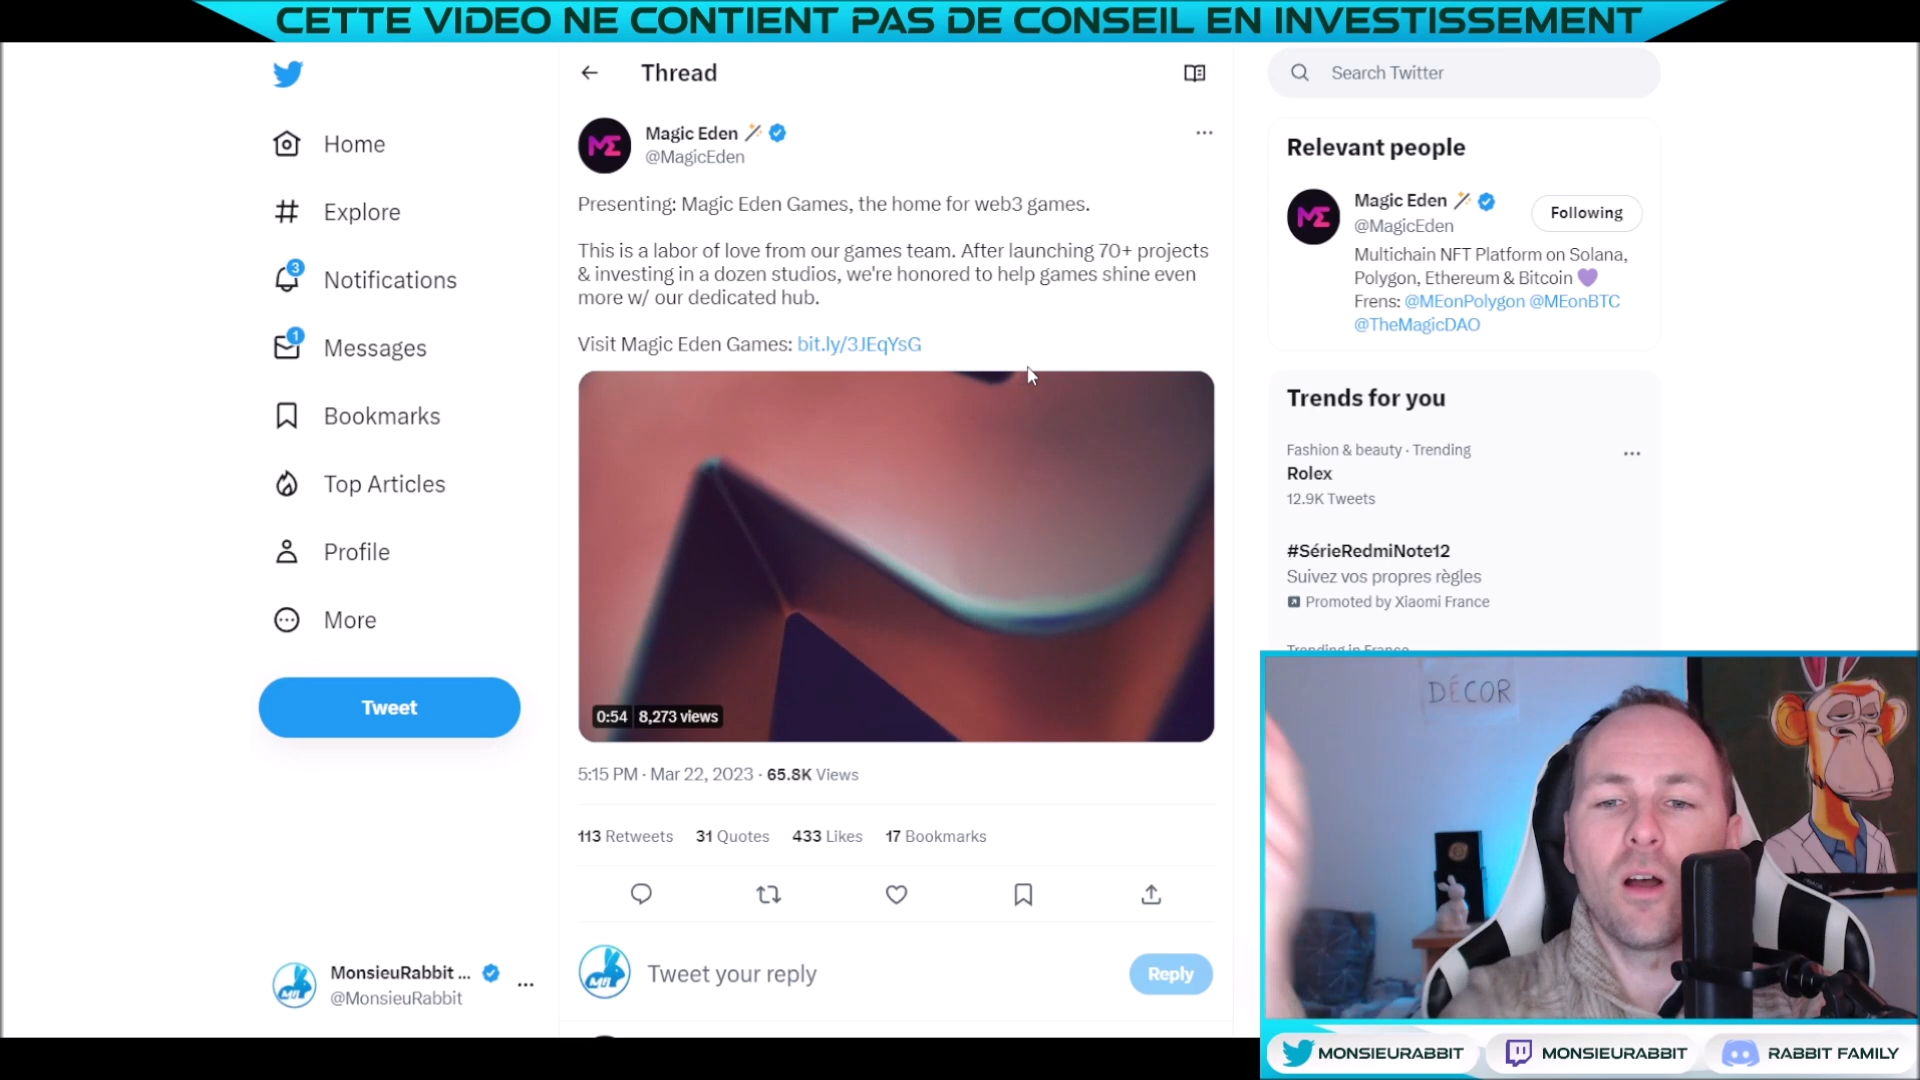 CETTE VIDEO NE CONTIENT PAS DE CONSEIL EN INVESTISSEMENT
Home
Explore
3
Notifications
1
Messages
Bookmarks
Top Articles
Profile
More
Tweet
MonsieuRabbit ...
@MonsieuRabbit
Thread
Magic Eden
@MagicEden
Presenting: Magic Eden Games, the home for web3 games.
This is a labor of love from our games team. After launching 70+ projects
& investing in a dozen studios, we're honored to help games shine even
more w/ our dedicated hub.
Visit Magic Eden Games: bit.ly/3JEqYsG
0:54 8,273 views
5:15 PM · Mar 22, 2023 · 65.8K Views
113 Retweets 31 Quotes 433 Likes 17 Bookmarks
Tweet your reply
Reply
Search Twitter
Relevant people
Magic Eden
@MagicEden
Following
Multichain NFT Platform on Solana,
Polygon, Ethereum & Bitcoin
Frens: @MEonPolygon @MEonBTC
@TheMagicDAO
Trends for you
Fashion & beauty · Trending
Rolex
12.9K Tweets
#SérieRedmiNote12
Suivez vos propres règles
Promoted by Xiaomi France
Trending in France
DÉCOR
MONSIEURABBIT
MONSIEURABBIT
RABBIT FAMILY